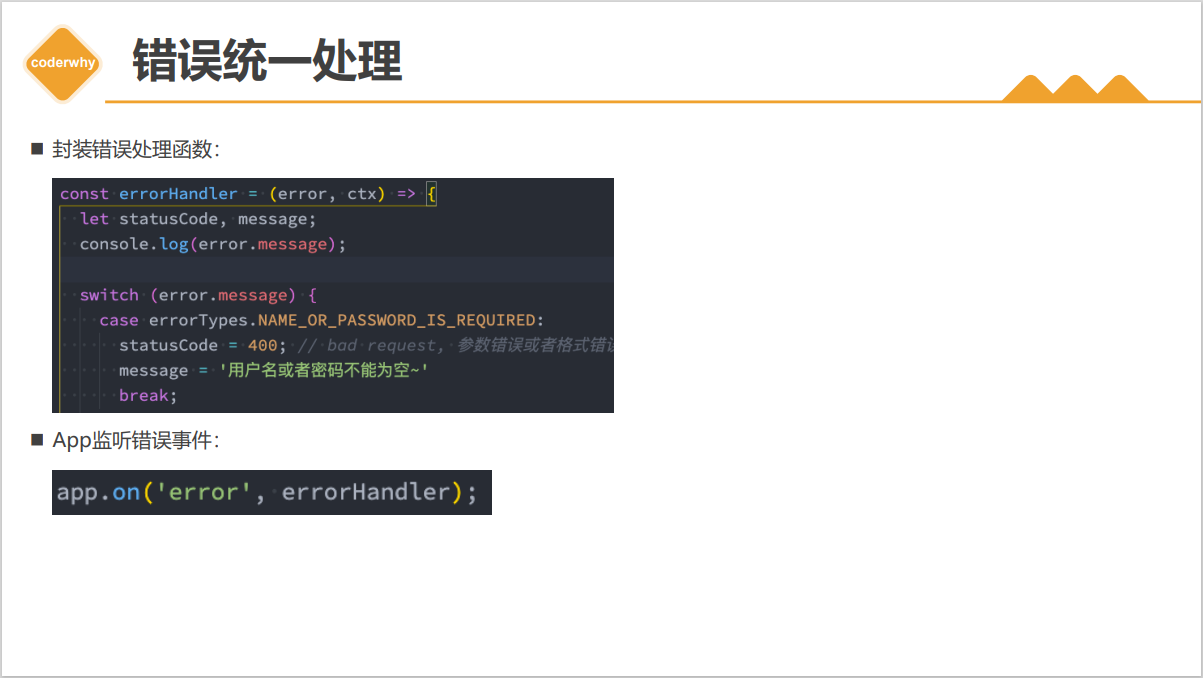 coderwhy
错误统一处理
封装错误处理函数：
const errorHandler = (error, ctx) => {
let statusCode, message;
console.log(error.message);
switch (error.message) {
case errorTypes.NAME_OR_PASSWORD_IS_REQUIRED:
statusCode = 400; // bad request, 参数错误或者格式错误
message = '用户名或者密码不能为空~'
break;
App监听错误事件：
app.on('error', errorHandler);